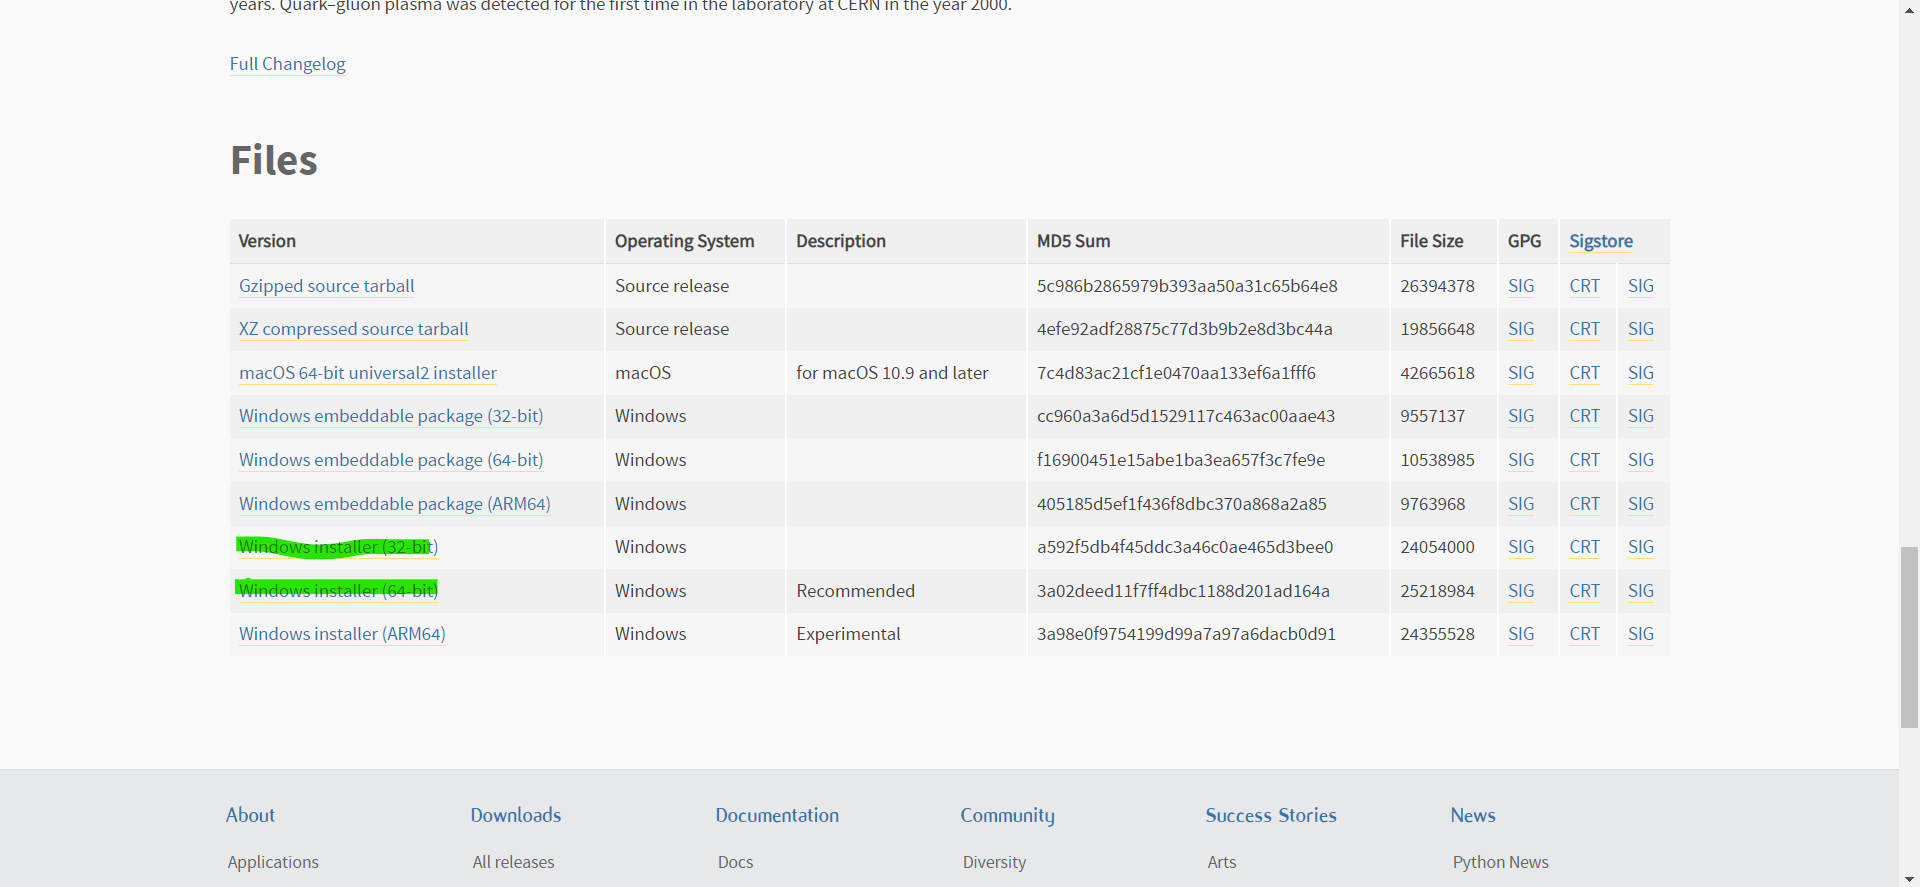 years. Quark–gluon plasma was detected for the first time in the laboratory at CERN in the year 2000.
Full Changelog
Files
Version Operating System Description MD5 Sum File Size GPG Sigstore
Gzipped source tarball Source release 5c986b2865979b393aa50a31c65b64e8 26394378 SIG CRT SIG
XZ compressed source tarball Source release 4efe92adf28875c77d3b9b2e8d3bc44a 19856648 SIG CRT SIG
macOS 64-bit universal2 installer macOS for macOS 10.9 and later 7c4d83ac21cf1e0470aa133ef6a1fff6 42665618 SIG CRT SIG
Windows embeddable package (32-bit) Windows cc960a3a6d5d1529117c463ac00aae43 9557137 SIG CRT SIG
Windows embeddable package (64-bit) Windows f16900451e15abe1ba3ea657f3c7fe9e 10538985 SIG CRT SIG
Windows embeddable package (ARM64) Windows 405185d5ef1f436f8dbc370a868a2a85 9763968 SIG CRT SIG
Windows installer (32-bit) Windows a592f5db4f45ddc3a46c0ae465d3bee0 24054000 SIG CRT SIG
Windows installer (64-bit) Windows Recommended 3a02deed11f7ff4dbc1188d201ad164a 25218984 SIG CRT SIG
Windows installer (ARM64) Windows Experimental 3a98e0f9754199d99a7a97a6dacb0d91 24355528 SIG CRT SIG
About Downloads Documentation Community Success Stories News
Applications All releases Docs Diversity Arts Python News